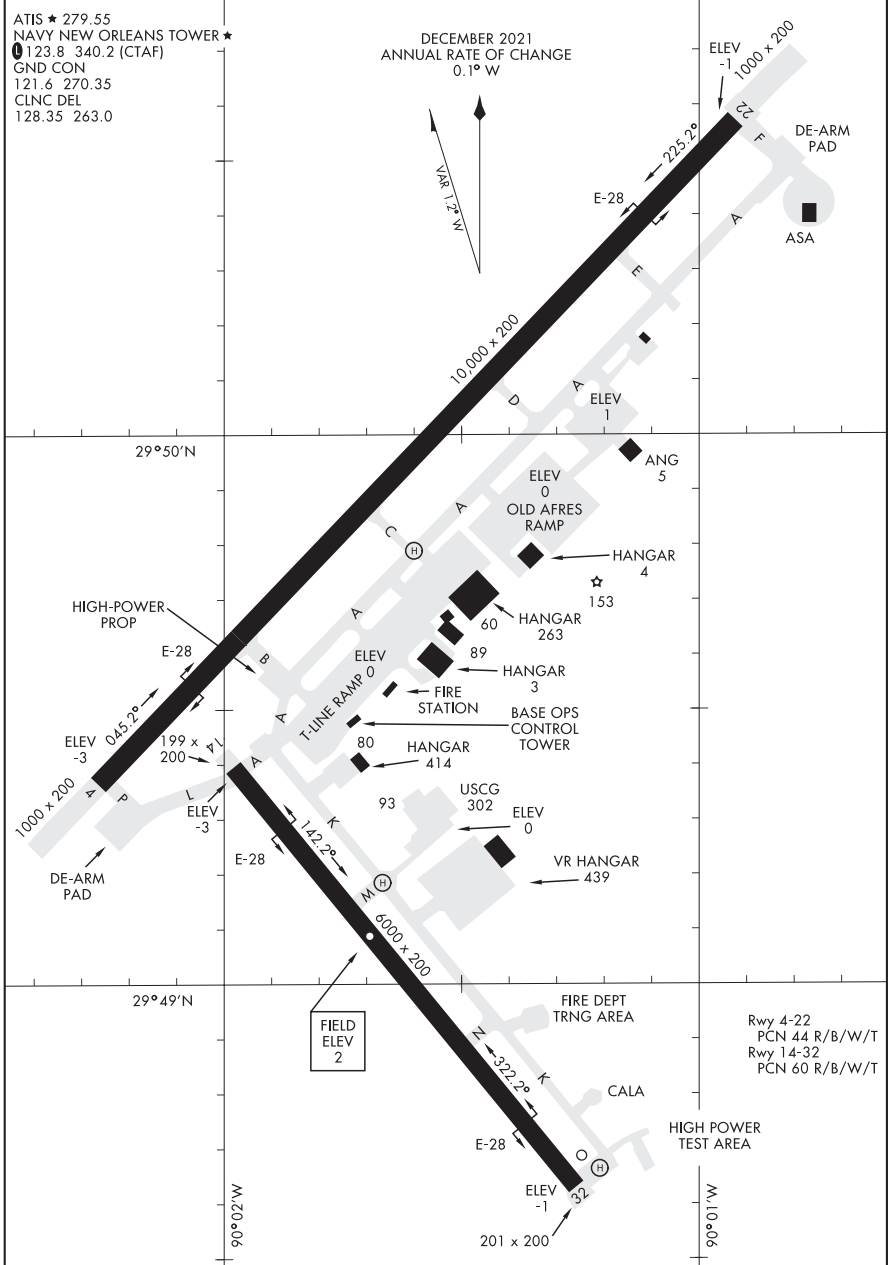 ATIS ★ 279.55
NAVY NEW ORLEANS TOWER ★
L 123.8 340.2 (CTAF)
GND CON
121.6 270.35
CLNC DEL
128.35 263.0
DECEMBER 2021
ANNUAL RATE OF CHANGE
0.1° W
VAR 1.2° W
ELEV
-1
1000 x 200
22
F
DE-ARM
PAD
225.2°
E-28
A
ASA
E
10,000 x 200
D
A
ELEV
1
29°50'N
ANG
5
ELEV
0
OLD AFRES
RAMP
A
C
H
HANGAR
4
153
HIGH-POWER
PROP
A
60
HANGAR
263
E-28
B
ELEV
0
89
HANGAR
3
T-LINE RAMP
FIRE
STATION
045.2°
A
BASE OPS
CONTROL
TOWER
ELEV
-3
199 x
200
14
A
80
HANGAR
414
4
P
L
1000 x 200
ELEV
-3
93
USCG
302
ELEV
0
K
142.2°
E-28
DE-ARM
PAD
M
H
VR HANGAR
439
6000 x 200
29°49'N
FIRE DEPT
TRNG AREA
FIELD
ELEV
2
Rwy 4-22
PCN 44 R/B/W/T
Rwy 14-32
PCN 60 R/B/W/T
N
322.2°
K
CALA
HIGH POWER
TEST AREA
E-28
H
ELEV
-1
32
201 x 200
90°02'W
90°01'W